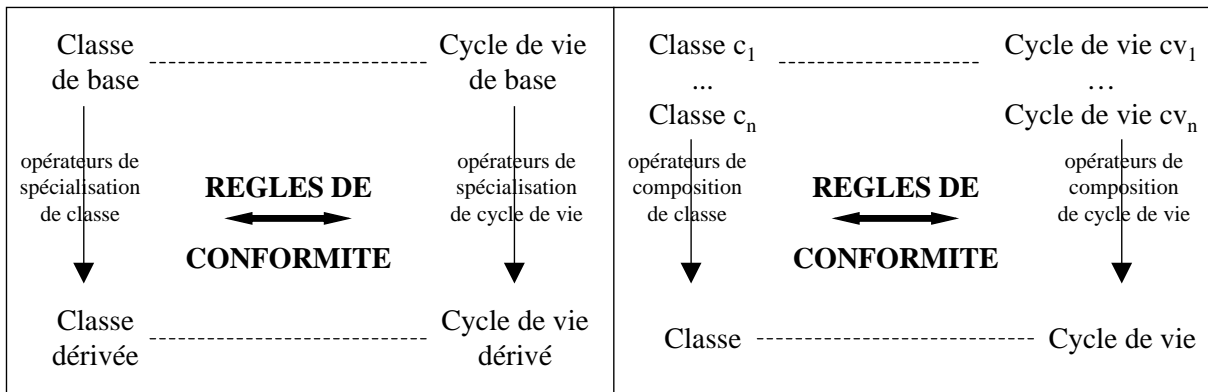 Classe
de base
Cycle de vie
de base
opérateurs de
spécialisation
de classe
REGLES DE
CONFORMITE
opérateurs de
spécialisation
de cycle de vie
Classe
dérivée
Cycle de vie
dérivé
Classe c1
...
Classe cn
Cycle de vie cv1
…
Cycle de vie cvn
opérateurs de
composition
de classe
REGLES DE
CONFORMITE
opérateurs de
composition
de cycle de vie
Classe
Cycle de vie